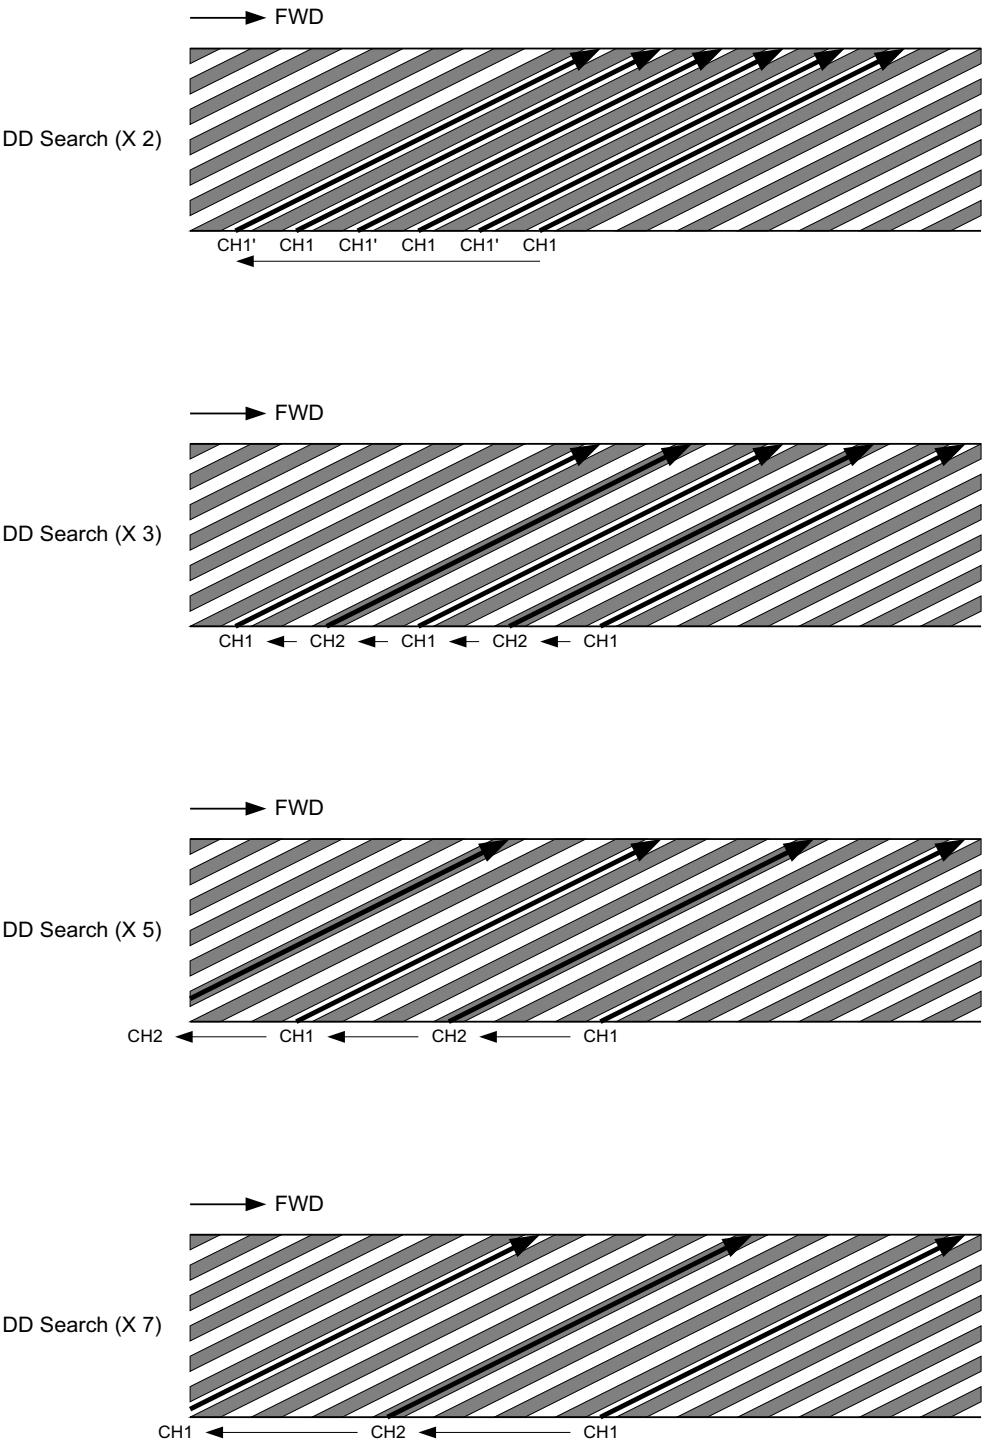 FWD
DD Search (X 2)
CH1' CH1 CH1' CH1 CH1' CH1
FWD
DD Search (X 3)
CH1 CH2 CH1 CH2 CH1
FWD
DD Search (X 5)
CH2 CH1 CH2 CH1
FWD
DD Search (X 7)
CH1 CH2 CH1